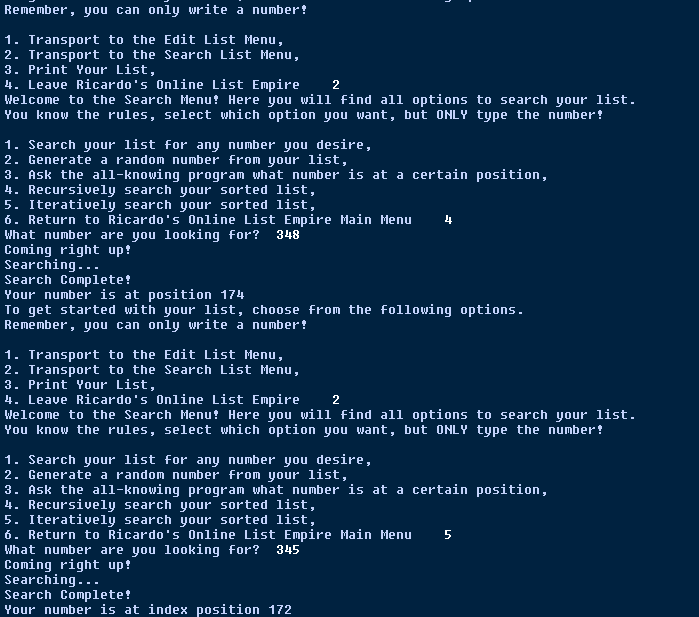 Remember, you can only write a number!
1. Transport to the Edit List Menu,
2. Transport to the Search List Menu,
3. Print Your List,
4. Leave Ricardo's Online List Empire    2
Welcome to the Search Menu! Here you will find all options to search your list.
You know the rules, select which option you want, but ONLY type the number!
1. Search your list for any number you desire,
2. Generate a random number from your list,
3. Ask the all-knowing program what number is at a certain position,
4. Recursively search your sorted list,
5. Iteratively search your sorted list,
6. Return to Ricardo's Online List Empire Main Menu    4
What number are you looking for?  348
Coming right up!
Searching...
Search Complete!
Your number is at position 174
To get started with your list, choose from the following options.
Remember, you can only write a number!
1. Transport to the Edit List Menu,
2. Transport to the Search List Menu,
3. Print Your List,
4. Leave Ricardo's Online List Empire    2
Welcome to the Search Menu! Here you will find all options to search your list.
You know the rules, select which option you want, but ONLY type the number!
1. Search your list for any number you desire,
2. Generate a random number from your list,
3. Ask the all-knowing program what number is at a certain position,
4. Recursively search your sorted list,
5. Iteratively search your sorted list,
6. Return to Ricardo's Online List Empire Main Menu    5
What number are you looking for?  345
Coming right up!
Searching...
Search Complete!
Your number is at index position 172